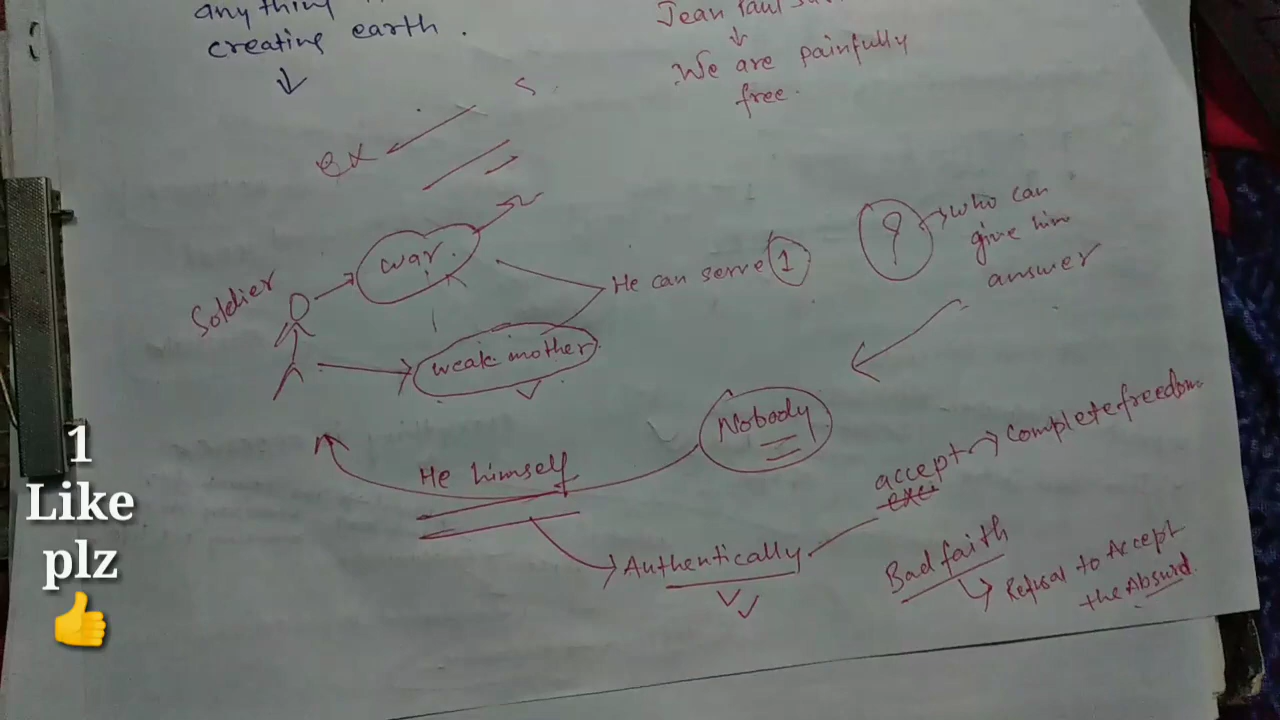 anything
creating earth.
Jean Paul
We are painfully
free.
ex
Soldier
war.
weak mother
He can serve 1
?
who can
give him
answer
Nobody
He himself
Authentically
accept
complete freedom
Bad faith
Refusal to Accept
the Absurd.
1
Like
plz
👍